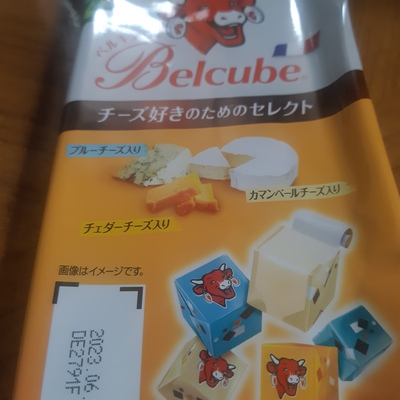 ベル
Belcube
チーズ好きのためのセレクト
ブルーチーズ入り
カマンベールチーズ入り
チェダーチーズ入り
画像はイメージです。
2023.06
DE2791F